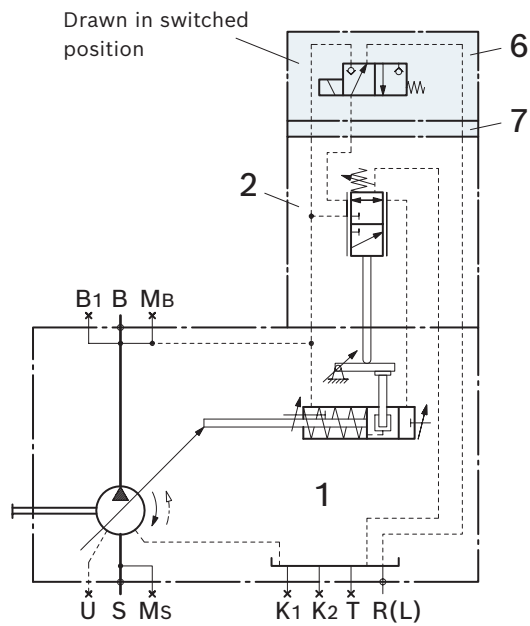 Drawn in switched
position
6
7
2
B1 B MB
1
U S MS K1 K2 T R(L)